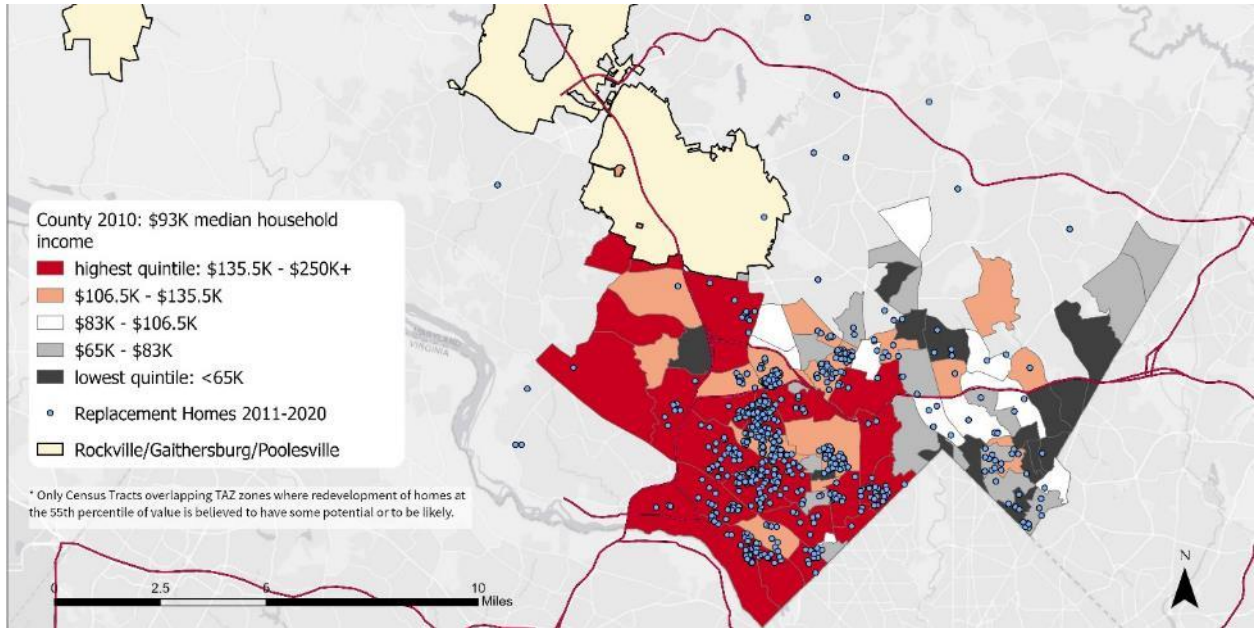 MARYLAND
VIRGINIA
County 2010: $93K median household
income
highest quintile: $135.5K - $250K+
$106.5K - $135.5K
$83K - $106.5K
$65K - $83K
lowest quintile: <65K
Replacement Homes 2011-2020
Rockville/Gaithersburg/Poolesville
* Only Census Tracts overlapping TAZ zones where redevelopment of homes at
the 55th percentile of value is believed to have some potential or to be likely.
N
0 2.5 5 10
Miles